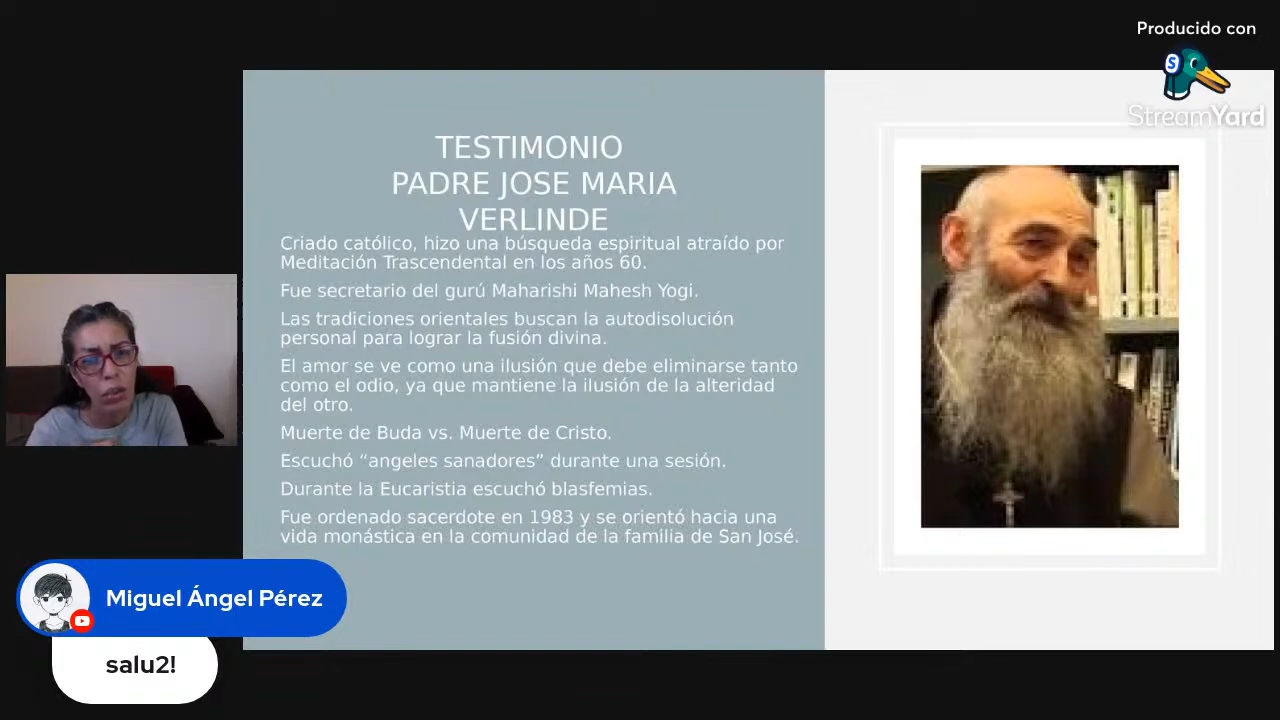 Producido con
StreamYard
TESTIMONIO
PADRE JOSE MARIA
VERLINDE
Criado católico, hizo una búsqueda espiritual atraído por
Meditación Trascendental en los años 60.
Fue secretario del gurú Maharishi Mahesh Yogi.
Las tradiciones orientales buscan la autodisolución
personal para lograr la fusión divina.
El amor se ve como una ilusión que debe eliminarse tanto
como el odio, ya que mantiene la ilusión de la alteridad
del otro.
Muerte de Buda vs. Muerte de Cristo.
Escuchó “angeles sanadores” durante una sesión.
Durante la Eucaristia escuchó blasfemias.
Fue ordenado sacerdote en 1983 y se orientó hacia una
vida monástica en la comunidad de la familia de San José.
Miguel Ángel Pérez
salu2!